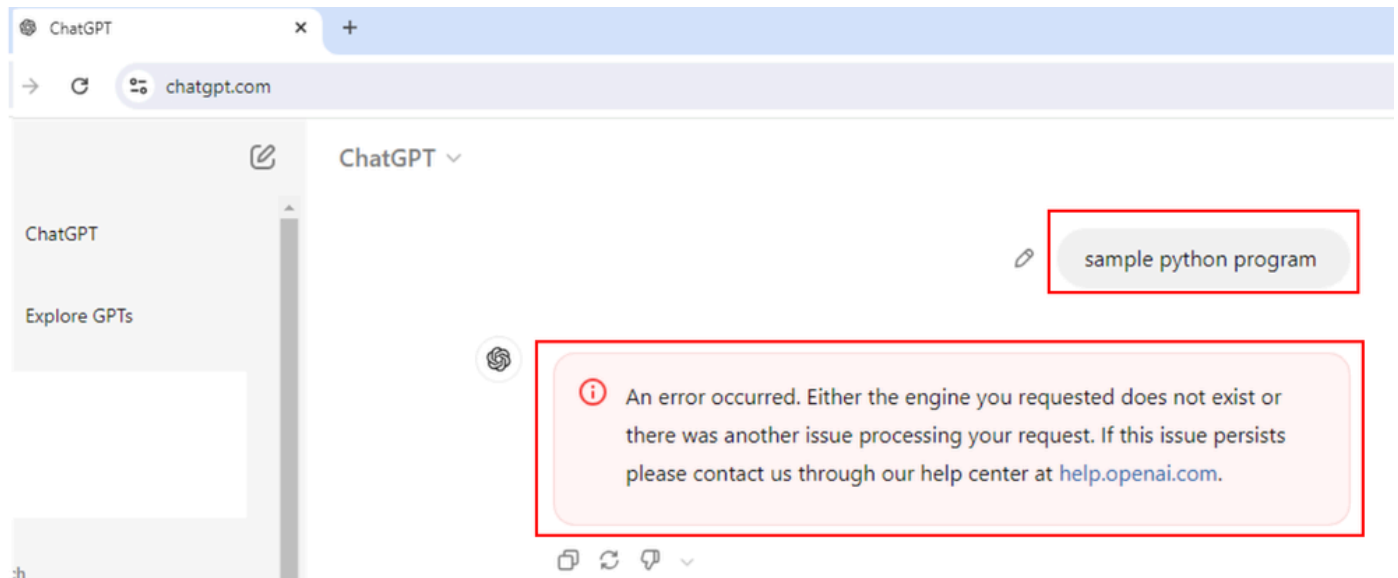 ChatGPT
chatgpt.com
ChatGPT
ChatGPT
Explore GPTs
sample python program
An error occurred. Either the engine you requested does not exist or
there was another issue processing your request. If this issue persists
please contact us through our help center at help.openai.com.